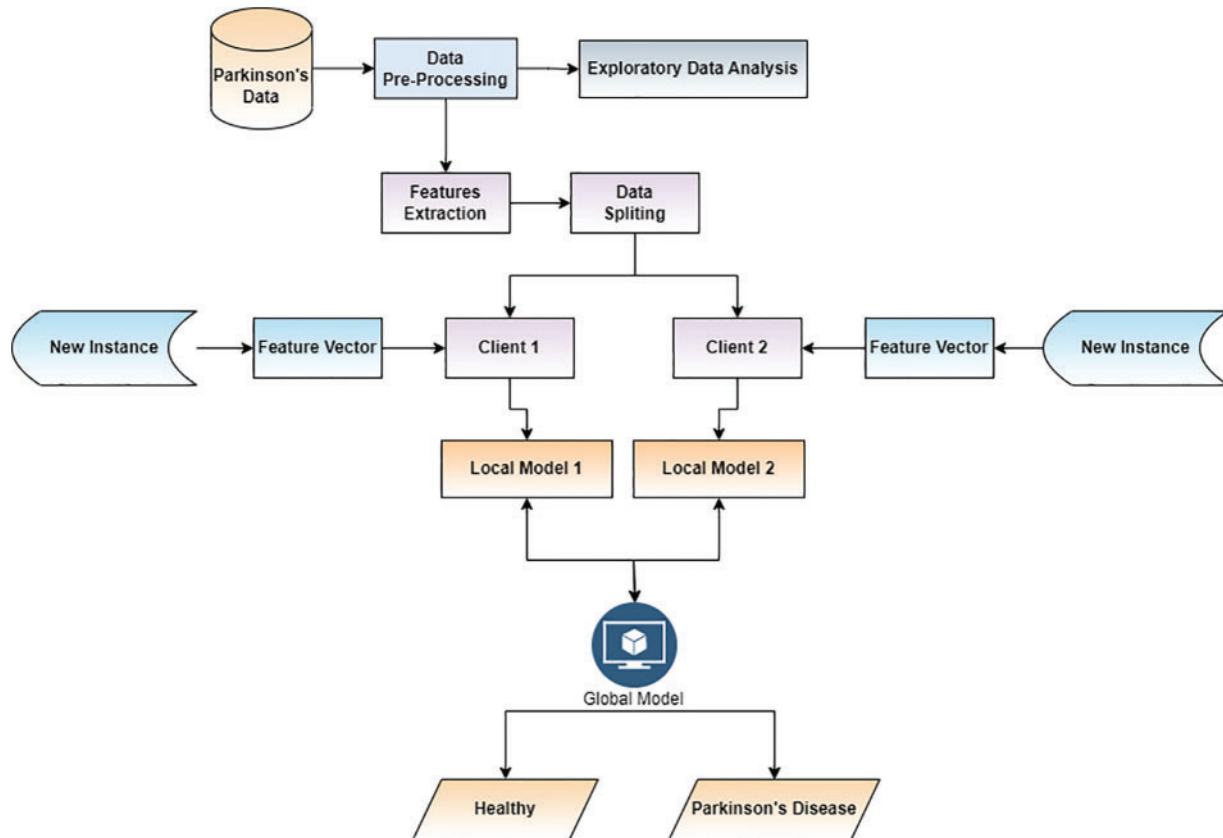 Parkinson's
Data
Data
Pre-Processing
Exploratory Data Analysis
Features
Extraction
Data
Spliting
New Instance
Feature Vector
Client 1
Client 2
Feature Vector
New Instance
Local Model 1
Local Model 2
Global Model
Healthy
Parkinson's Disease